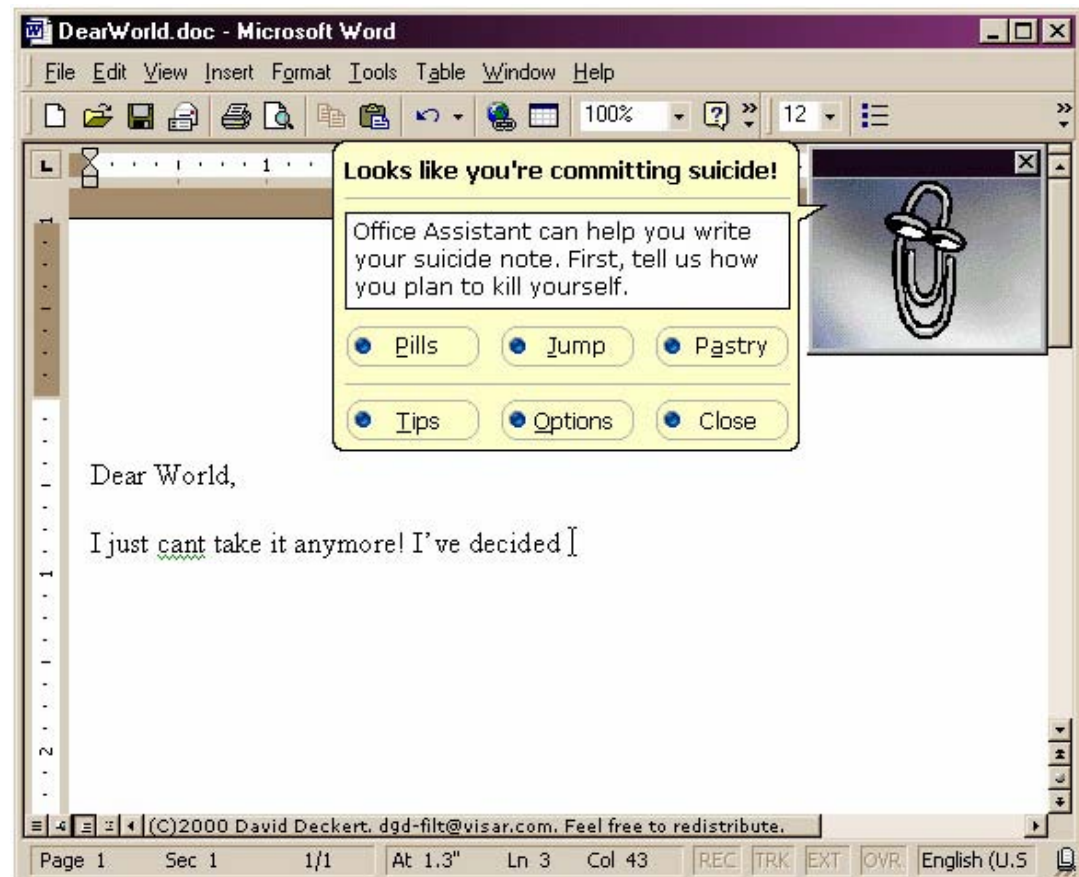 DearWorld.doc - Microsoft Word
File Edit View Insert Format Tools Table Window Help
100% 12
L 1
Looks like you're committing suicide!
Office Assistant can help you write
your suicide note. First, tell us how
you plan to kill yourself.
Pills Jump Pastry
Tips Options Close
1
Dear World,
I just cant take it anymore! I've decided
1
2
(C)2000 David Deckert. dgd-filt@visar.com. Feel free to redistribute.
Page 1 Sec 1 1/1 At 1.3" Ln 3 Col 43 REC TRK EXT OVR English (U.S